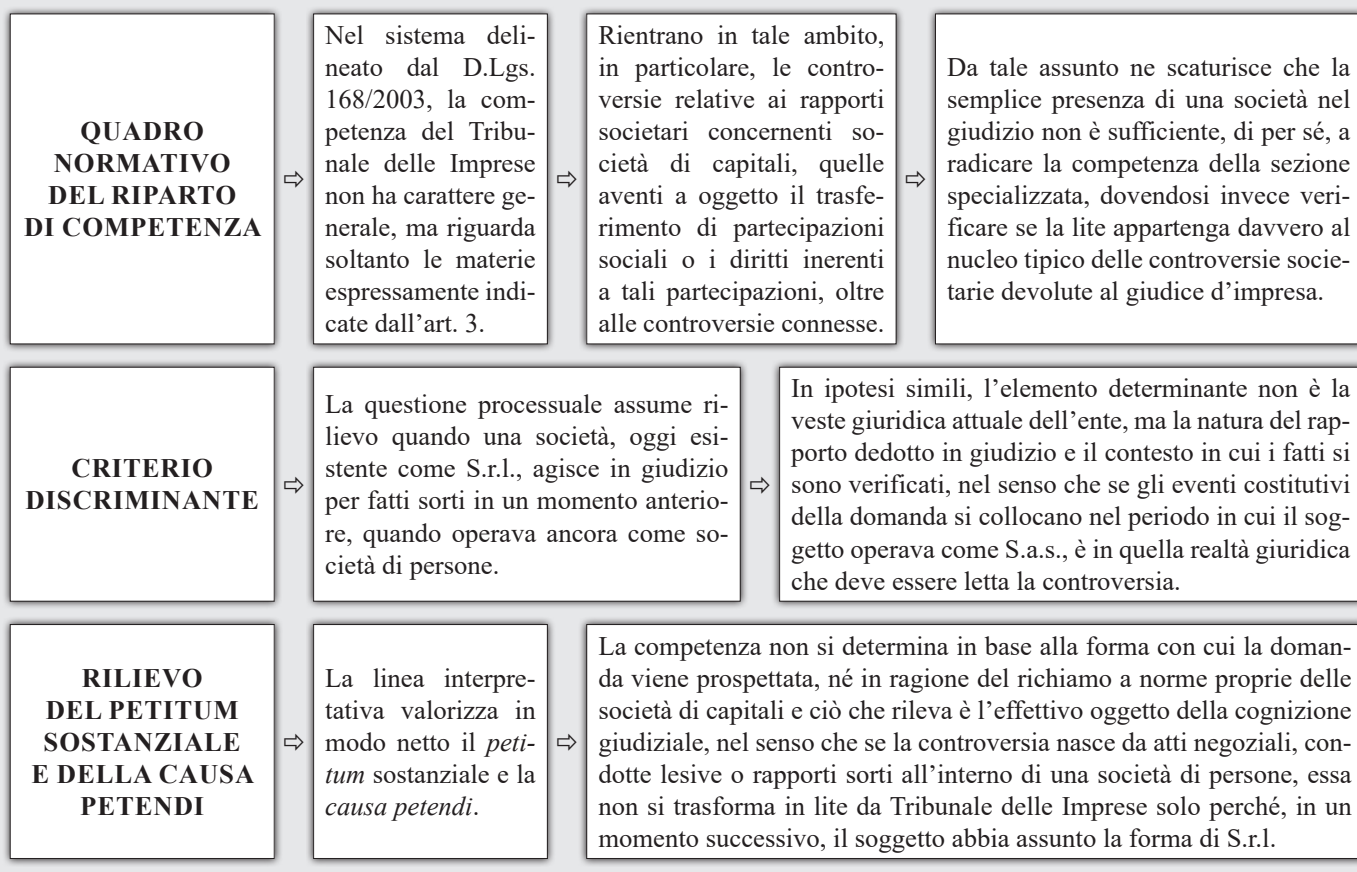 QUADRO
NORMATIVO
DEL RIPARTO
DI COMPETENZA
⇨
Nel sistema deli-
neato dal D.Lgs.
168/2003, la com-
petenza del Tribu-
nale delle Imprese
non ha carattere ge-
nerale, ma riguarda
soltanto le materie
espressamente indi-
cate dall’art. 3.
⇨
Rientrano in tale ambito,
in particolare, le contro-
versie relative ai rapporti
societari concernenti so-
cietà di capitali, quelle
aventi a oggetto il trasfe-
rimento di partecipazioni
sociali o i diritti inerenti
a tali partecipazioni, oltre
alle controversie connesse.
⇨
Da tale assunto ne scaturisce che la
semplice presenza di una società nel
giudizio non è sufficiente, di per sé, a
radicare la competenza della sezione
specializzata, dovendosi invece veri-
ficare se la lite appartenga davvero al
nucleo tipico delle controversie socie-
tarie devolute al giudice d’impresa.
CRITERIO
DISCRIMINANTE
⇨
La questione processuale assume ri-
lievo quando una società, oggi esi-
stente come S.r.l., agisce in giudizio
per fatti sorti in un momento anterio-
re, quando operava ancora come so-
cietà di persone.
⇨
In ipotesi simili, l’elemento determinante non è la
veste giuridica attuale dell’ente, ma la natura del rap-
porto dedotto in giudizio e il contesto in cui i fatti si
sono verificati, nel senso che se gli eventi costitutivi
della domanda si collocano nel periodo in cui il sog-
getto operava come S.a.s., è in quella realtà giuridica
che deve essere letta la controversia.
RILIEVO
DEL PETITUM
SOSTANZIALE
E DELLA CAUSA
PETENDI
⇨
La linea interpre-
tativa valorizza in
modo netto il peti-
tum sostanziale e la
causa petendi.
⇨
La competenza non si determina in base alla forma con cui la doman-
da viene prospettata, né in ragione del richiamo a norme proprie delle
società di capitali e ciò che rileva è l’effettivo oggetto della cognizione
giudiziale, nel senso che se la controversia nasce da atti negoziali, con-
dotte lesive o rapporti sorti all’interno di una società di persone, essa
non si trasforma in lite da Tribunale delle Imprese solo perché, in un
momento successivo, il soggetto abbia assunto la forma di S.r.l.